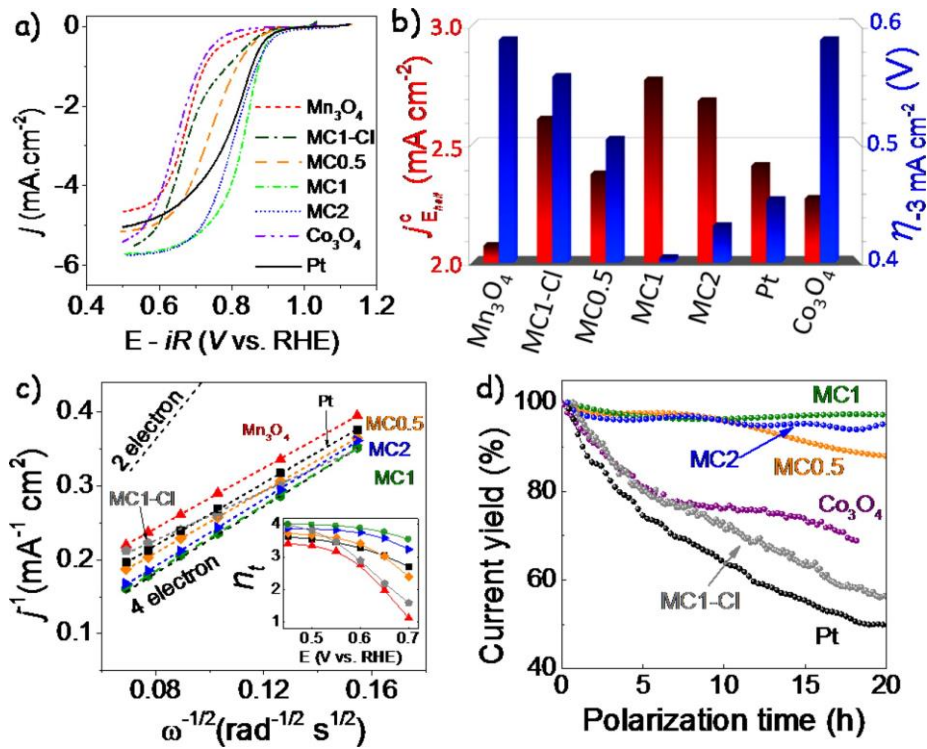 a)
0
-2
-4
-6
j (mA.cm⁻²)
Mn₃O₄
MC1-Cl
MC0.5
MC1
MC2
Co₃O₄
Pt
0.4 0.6 0.8 1.0 1.2
E - iR (V vs. RHE)
b)
3.0
2.5
2.0
j^c_{E_half} (mA cm⁻²)
0.6
0.5
0.4
η₋₃ mA cm⁻² (V)
Mn₃O₄ MC1-Cl MC0.5 MC1 MC2 Pt Co₃O₄
c)
0.4
0.3
0.2
0.1
j⁻¹(mA⁻¹ cm²)
2 electron
Mn₃O₄
Pt
MC0.5
MC2
MC1
MC1-Cl
4 electron
4
3
2
1
n_t
0.5 0.6 0.7
E (V vs. RHE)
0.08 0.12 0.16
ω⁻¹/²(rad⁻¹/² s¹/²)
d)
100
80
60
40
Current yield (%)
MC1
MC2
MC0.5
Co₃O₄
MC1-Cl
Pt
0 5 10 15 20
Polarization time (h)